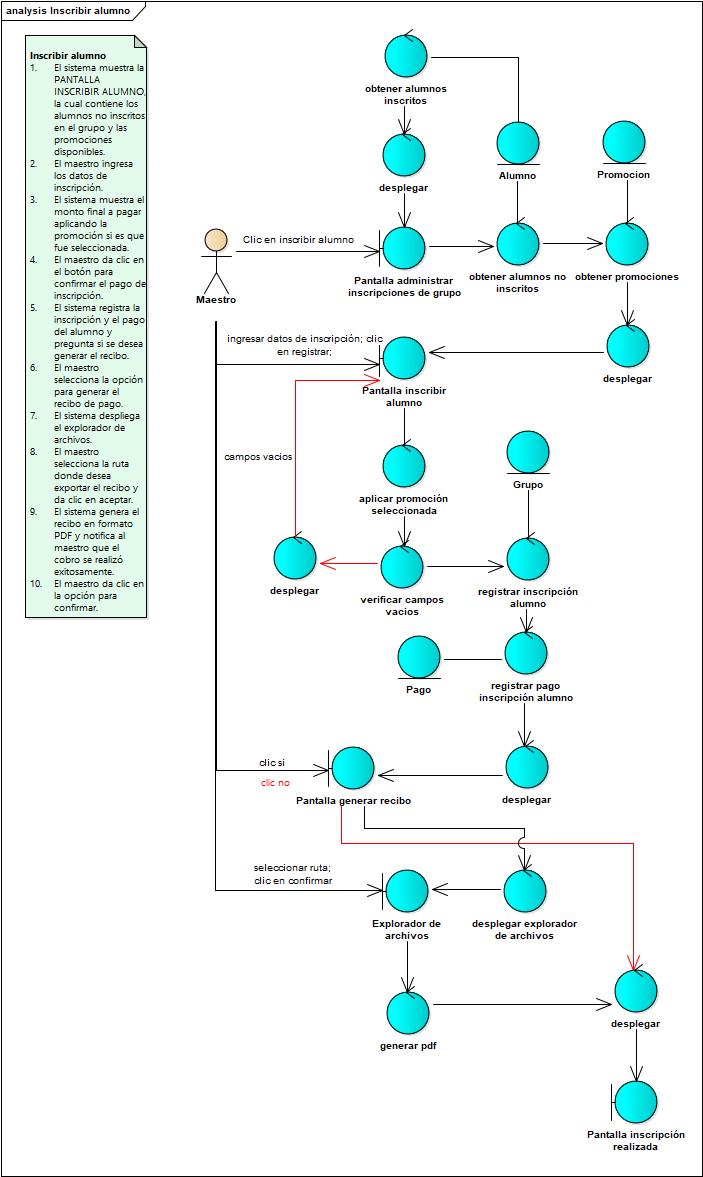 analysis Inscribir alumno
Inscribir alumno
1. El sistema muestra la
PANTALLA
INSCRIBIR ALUMNO,
la cual contiene los
alumnos no inscritos
en el grupo y las
promociones
disponibles.
2. El maestro ingresa
los datos de
inscripción.
3. El sistema muestra el
monto final a pagar
aplicando la
promoción si es que
fue seleccionada.
4. El maestro da clic en
el botón para
confirmar el pago de
inscripción.
5. El sistema registra la
inscripción y el pago
del alumno y
pregunta si se desea
generar el recibo.
6. El maestro
selecciona la opción
para generar el
recibo de pago.
7. El sistema despliega
el explorador de
archivos.
8. El maestro
selecciona la ruta
donde desea
exportar el recibo y
da clic en aceptar.
9. El sistema genera el
recibo en formato
PDF y notifica al
maestro que el
cobro se realizó
exitosamente.
10. El maestro da clic en
la opción para
confirmar.
obtener alumnos
inscritos
desplegar
Alumno
Promocion
Clic en inscribir alumno
Maestro
Pantalla administrar
inscripciones de grupo
obtener alumnos no
inscritos
obtener promociones
ingresar datos de inscripción; clic
en registrar;
Pantalla inscribir
alumno
desplegar
campos vacios
aplicar promoción
seleccionada
Grupo
desplegar
verificar campos
vacios
registrar inscripción
alumno
Pago
registrar pago
inscripción alumno
clic si
clic no
Pantalla generar recibo
desplegar
seleccionar ruta;
clic en confirmar
Explorador de
archivos
desplegar explorador
de archivos
generar pdf
desplegar
Pantalla inscripción
realizada